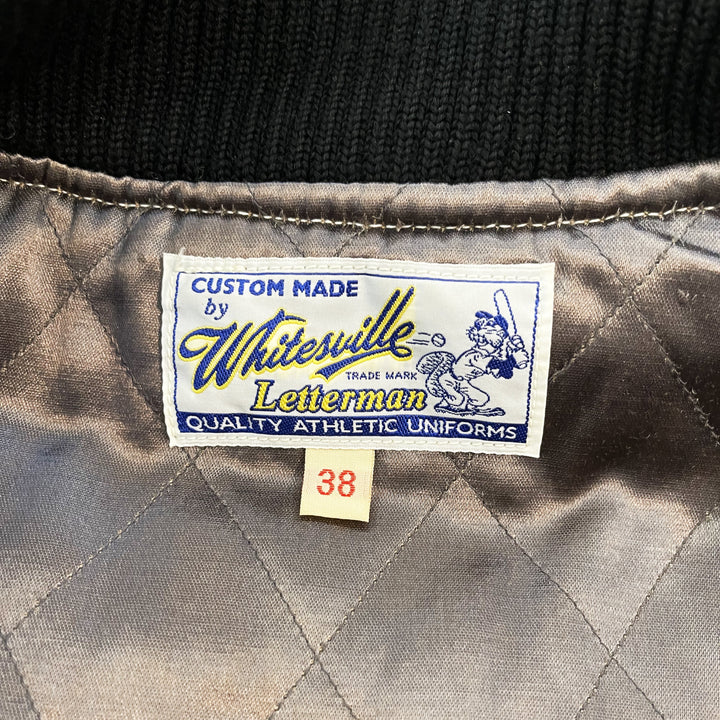 CUSTOM MADE
by
Whitesville
TRADE MARK
Letterman
QUALITY ATHLETIC UNIFORMS
38